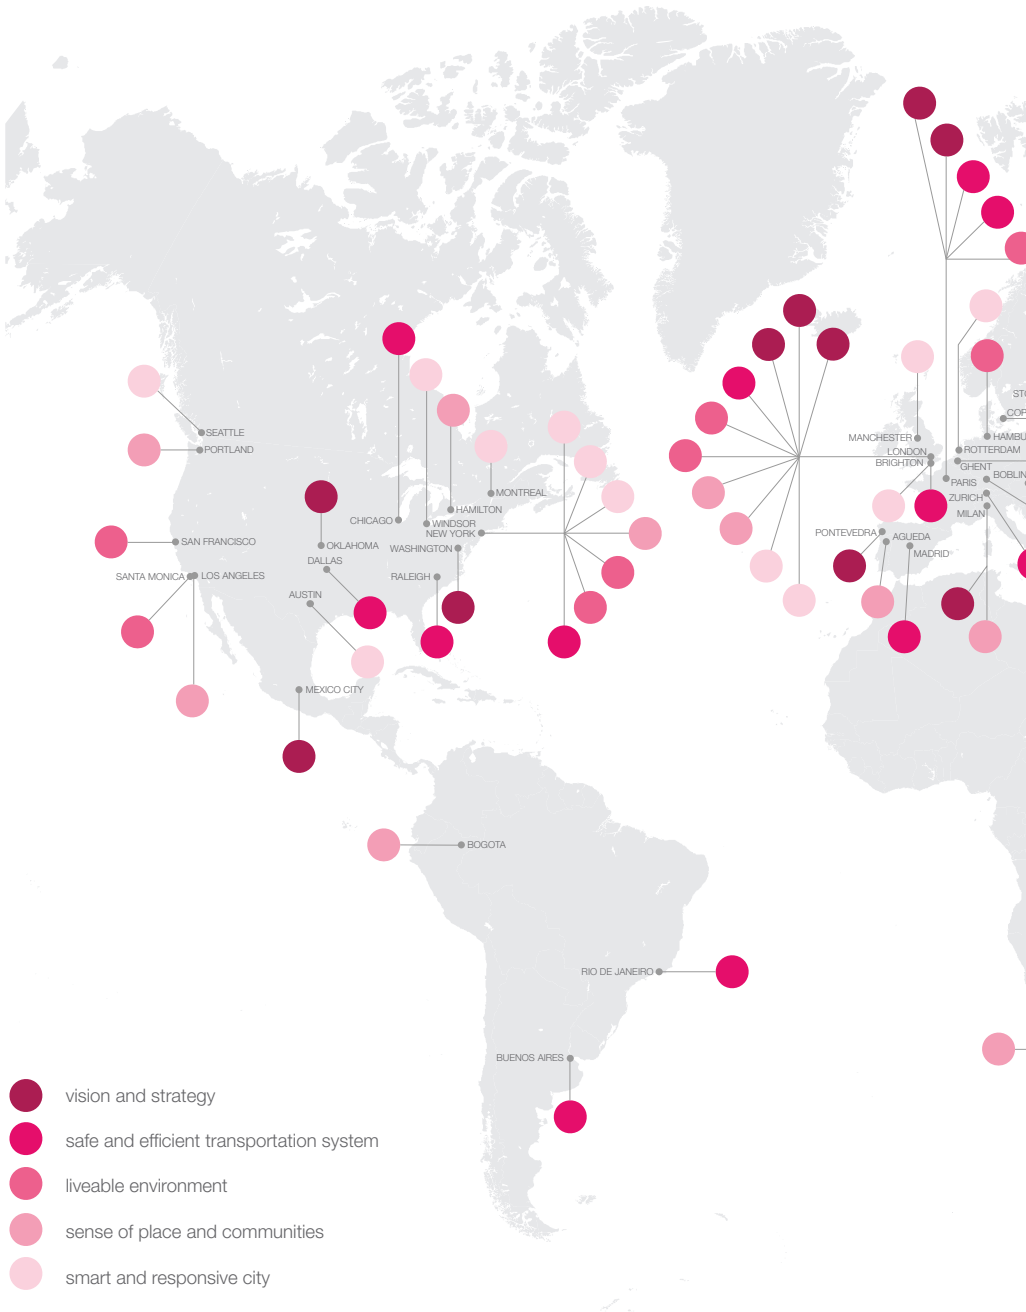 STO
COP
MANCHESTER
HAMBU
LONDON
ROTTERDAM
BRIGHTON
GHENT
BOBLIN
PARIS
ZURICH
MILAN
SEATTLE
PORTLAND
MONTREAL
HAMILTON
CHICAGO
WINDSOR
NEW YORK
PONTEVEDRA
AGUEDA
MADRID
SAN FRANCISCO
OKLAHOMA
WASHINGTON
DALLAS
SANTA MONICA
LOS ANGELES
RALEIGH
AUSTIN
MEXICO CITY
BOGOTA
RIO DE JANEIRO
BUENOS AIRES
vision and strategy
safe and efficient transportation system
liveable environment
sense of place and communities
smart and responsive city